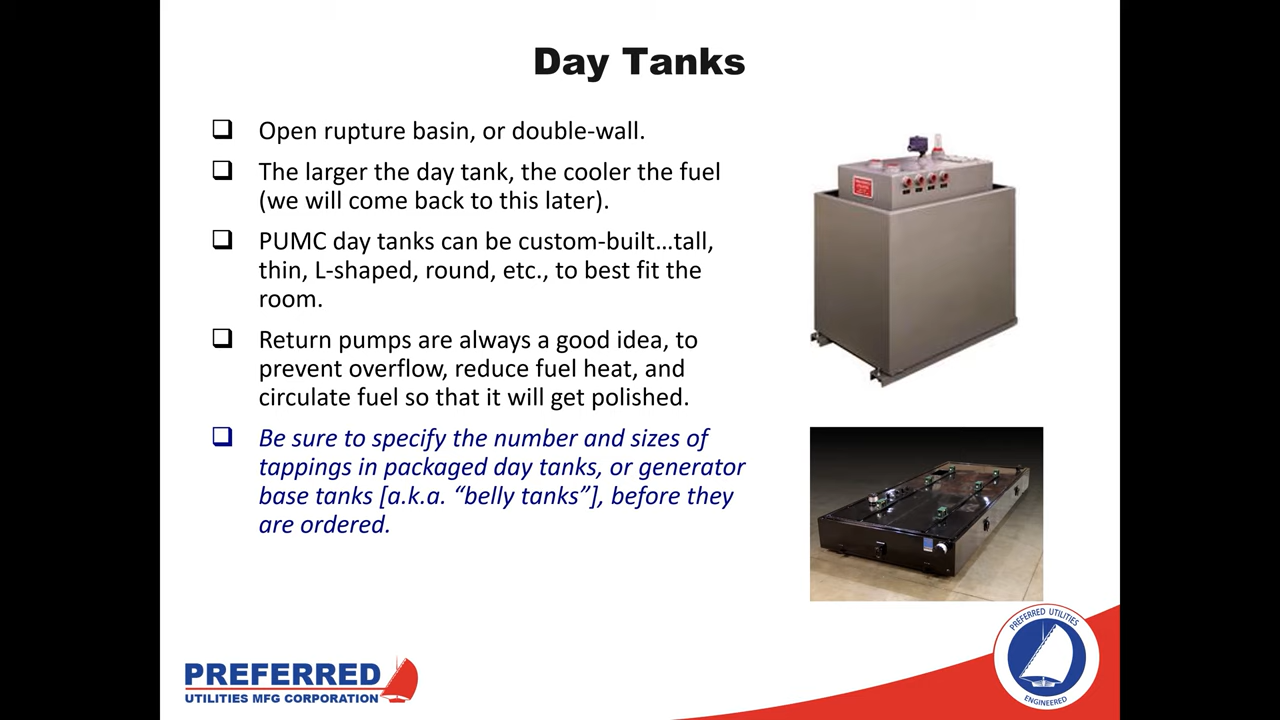 Day Tanks
❑ Open rupture basin, or double-wall.
❑ The larger the day tank, the cooler the fuel
(we will come back to this later).
❑ PUMC day tanks can be custom-built…tall,
thin, L-shaped, round, etc., to best fit the
room.
❑ Return pumps are always a good idea, to
prevent overflow, reduce fuel heat, and
circulate fuel so that it will get polished.
❑ Be sure to specify the number and sizes of
tappings in packaged day tanks, or generator
base tanks [a.k.a. “belly tanks”], before they
are ordered.
PREFERRED
UTILITIES MFG CORPORATION
PREFERRED UTILITIES
ENGINEERED